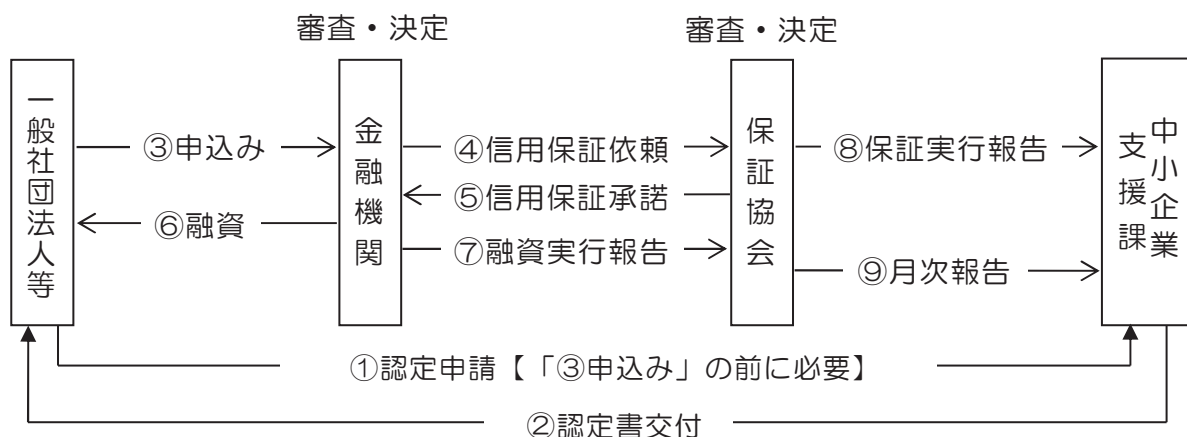 審査・決定
審査・決定
一般社団法人等
③申込み
⑥融資
金融機関
④信用保証依頼
⑤信用保証承諾
⑦融資実行報告
保証協会
⑧保証実行報告
⑨月次報告
中小企業
支援課
①認定申請【「③申込み」の前に必要】
②認定書交付